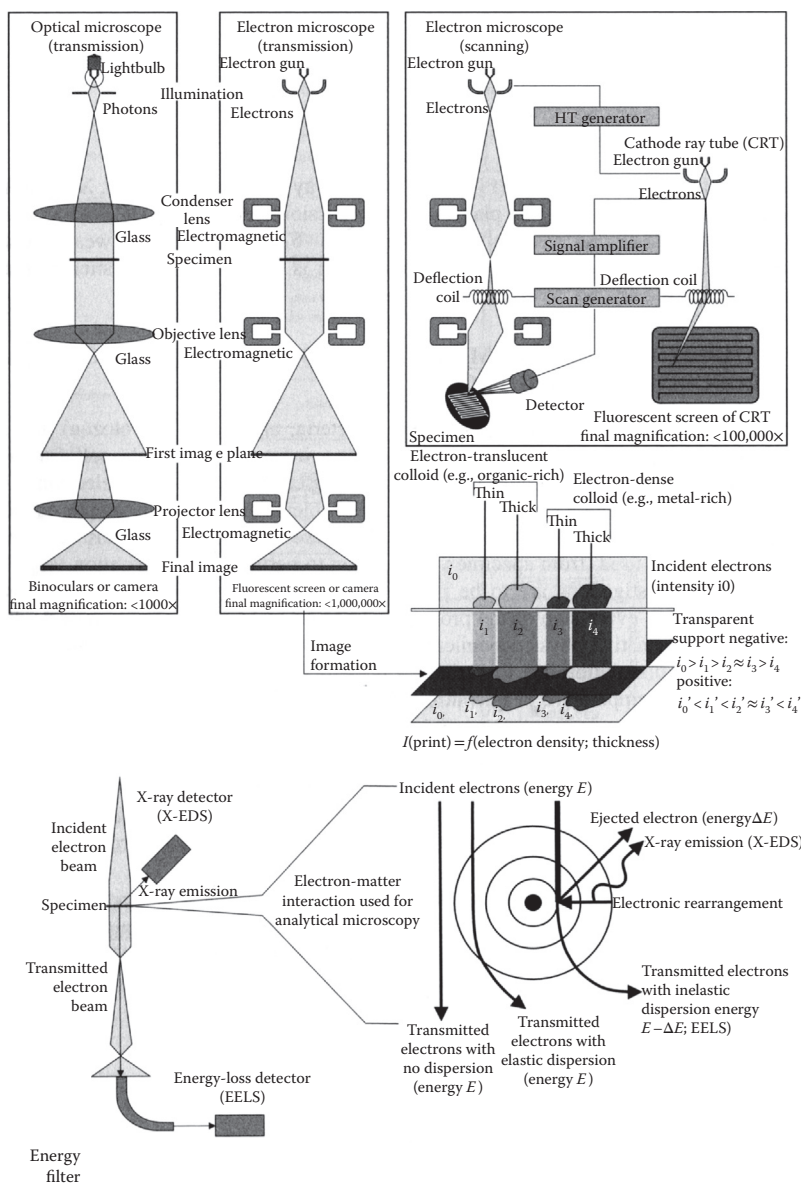 Optical microscope
(transmission)
Lightbulb
Illumination
Photons
Condenser
lens
Glass
Specimen
Objective lens
Glass
First imag e plane
Projector lens
Glass
Final image
Binoculars or camera
final magnification: <1000×
Electron microscope
(transmission)
Electron gun
Electrons
Electromagnetic
Electromagnetic
Electromagnetic
Fluorescent screen or camera
final magnification: <1,000,000×
Electron microscope
(scanning)
Electron gun
Electrons
HT generator
Cathode ray tube (CRT)
Electron gun
Electrons
Signal amplifier
Deflection
coil
Scan generator
Deflection coil
Detector
Specimen
Fluorescent screen of CRT
final magnification: <100,000×
Electron-translucent
colloid (e.g., organic-rich)
Thin
Thick
Electron-dense
colloid (e.g., metal-rich)
Thin
Thick
i0
Incident electrons
(intensity i0)
i1
i2
i3
i4
Transparent
support negative:
i0 > i1 > i2 ≈ i3 > i4
positive:
i0' < i1' < i2' ≈ i3' < i4'
Image
formation
i0,
i1,
i2,
i3,
i4,
I(print) = f(electron density; thickness)
X-ray detector
(X-EDS)
Incident
electron
beam
X-ray emission
Specimen
Transmitted
electron
beam
Energy-loss detector
(EELS)
Energy
filter
Electron-matter
interaction used for
analytical microscopy
Incident electrons (energy E)
Ejected electron (energyΔE)
X-ray emission (X-EDS)
Electronic rearrangement
Transmitted electrons
with inelastic
dispersion energy
E–ΔE; EELS)
Transmitted
electrons with
elastic dispersion
(energy E)
Transmitted
electrons with
no dispersion
(energy E)